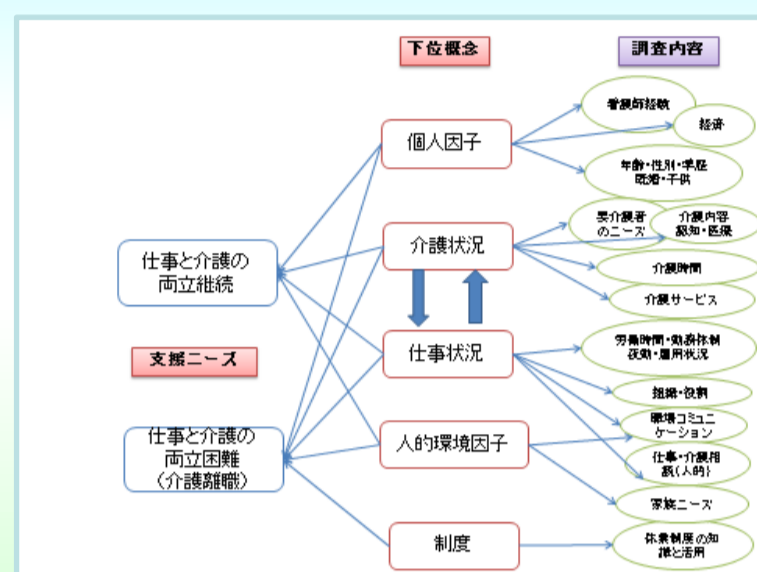 下位概念
調査内容
看護師経験
経済
個人因子
年齢・性別・学歴
既婚・子供
要介護者
のニーズ
介護内容
認知・医療
介護状況
仕事と介護の
両立継続
介護時間
介護サービス
労働時間・勤務体制
夜勤・雇用状況
仕事状況
支援ニーズ
組織・役割
職場コミュニ
ケーション
仕事と介護の
両立困難
(介護離職)
人的環境因子
仕事・介護相
談(人的)
家族ニーズ
制度
休業制度の知
識と活用